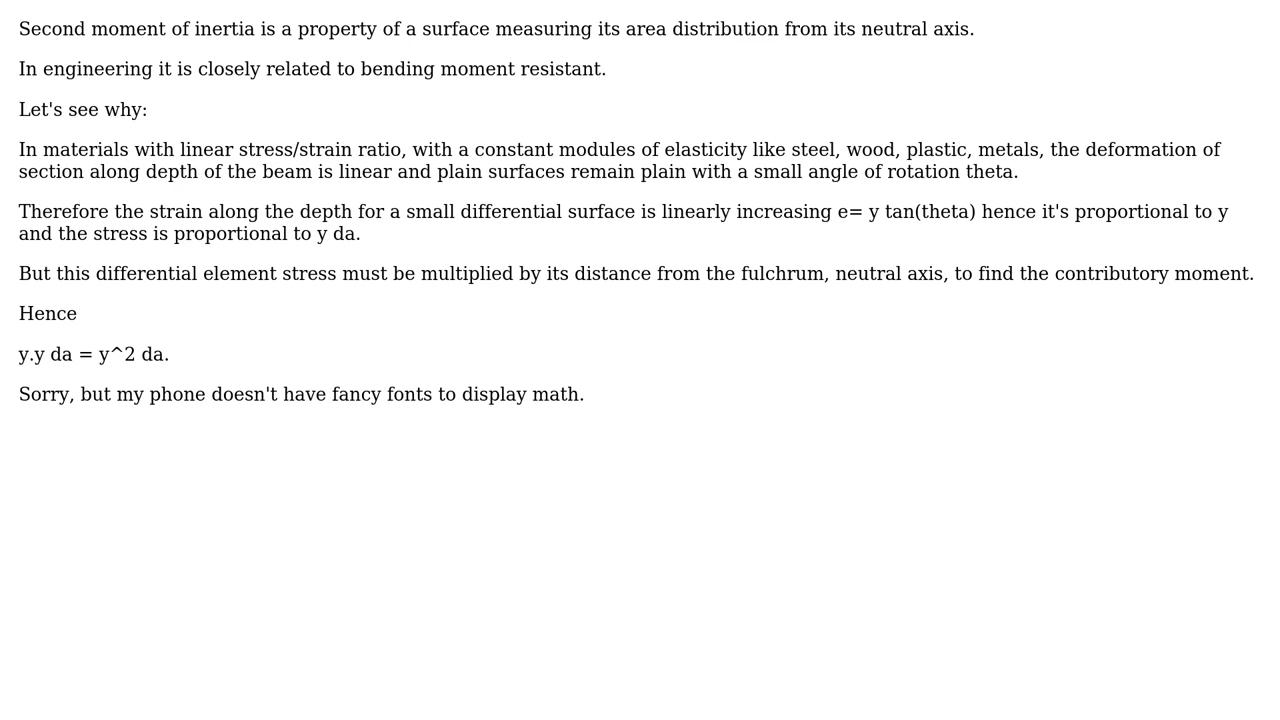 Second moment of inertia is a property of a surface measuring its area distribution from its neutral axis.
In engineering it is closely related to bending moment resistant.
Let's see why:
In materials with linear stress/strain ratio, with a constant modules of elasticity like steel, wood, plastic, metals, the deformation of
section along depth of the beam is linear and plain surfaces remain plain with a small angle of rotation theta.
Therefore the strain along the depth for a small differential surface is linearly increasing e= y tan(theta) hence it's proportional to y
and the stress is proportional to y da.
But this differential element stress must be multiplied by its distance from the fulchrum, neutral axis, to find the contributory moment.
Hence
y.y da = y^2 da.
Sorry, but my phone doesn't have fancy fonts to display math.